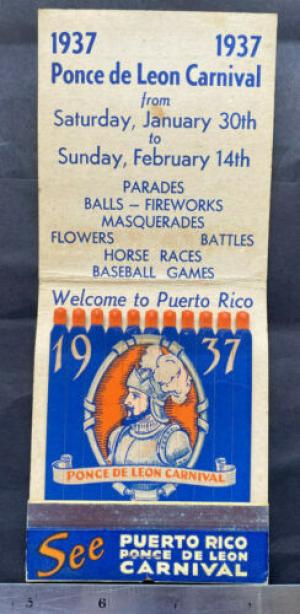 1937 1937
Ponce de Leon Carnival
from
Saturday, January 30th
to
Sunday, February 14th
PARADES
BALLS – FIREWORKS
MASQUERADES
FLOWERS BATTLES
HORSE RACES
BASEBALL GAMES
Welcome to Puerto Rico
19 37
PONCE DE LEON CARNIVAL
See PUERTO RICO
PONCE DE LEON
CARNIVAL
5 6 7 8